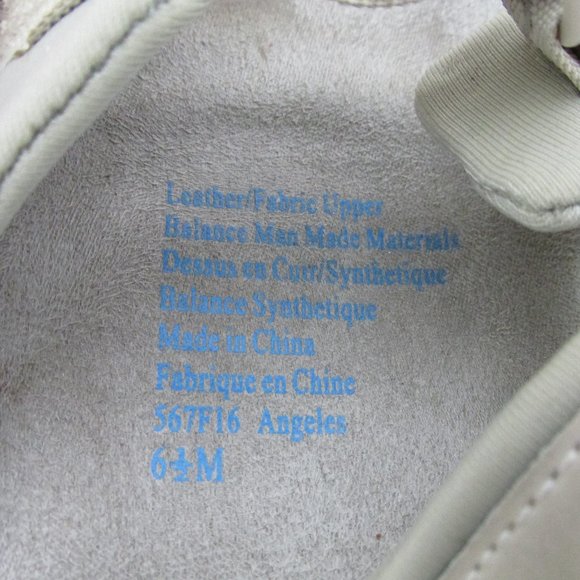 Leather/Fabric Upper
Balance Man Made Materials
Dessus en Cuir/Synthetique
Balance Synthetique
Made in China
Fabrique en Chine
567F16 Angeles
6½M